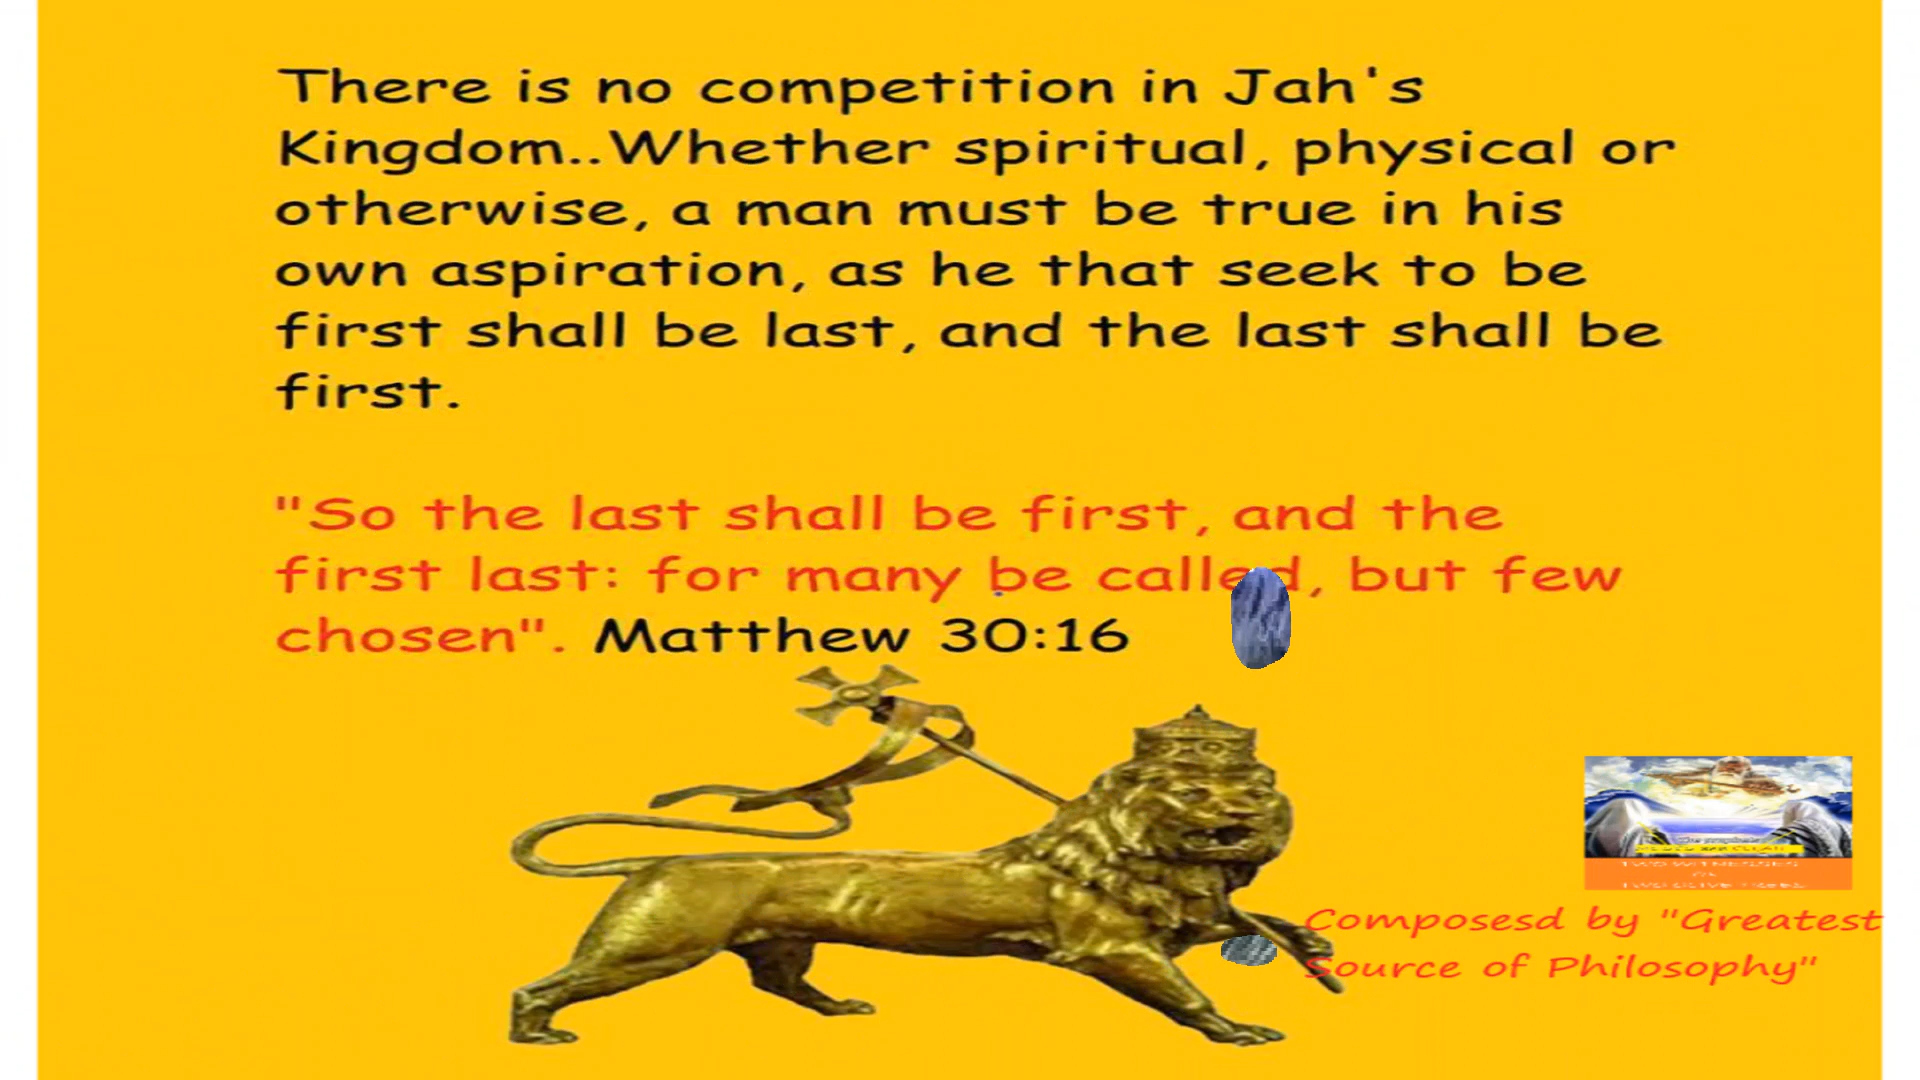 There is no competition in Jah's
Kingdom..Whether spiritual, physical or
otherwise, a man must be true in his
own aspiration, as he that seek to be
first shall be last, and the last shall be
first.
"So the last shall be first, and the
first last: for many be called, but few
chosen". Matthew 30:16
TWO WITNESSES
Composesd by "Greatest
Source of Philosophy"